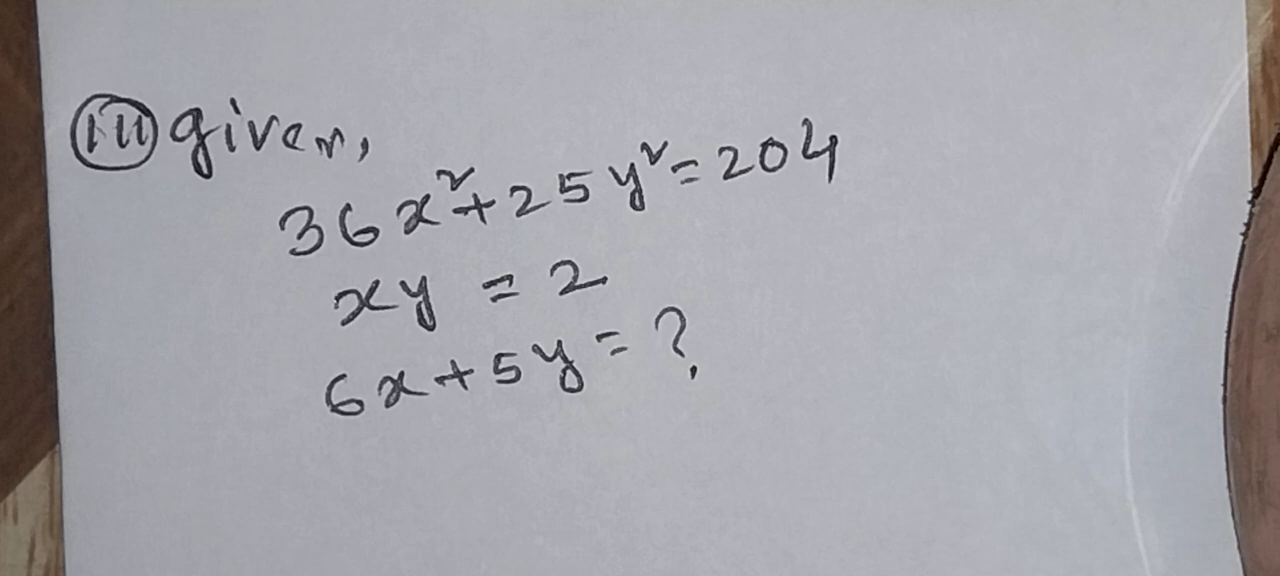 (iii) given,
36x²+25y²=204
xy = 2
6x+5y=?